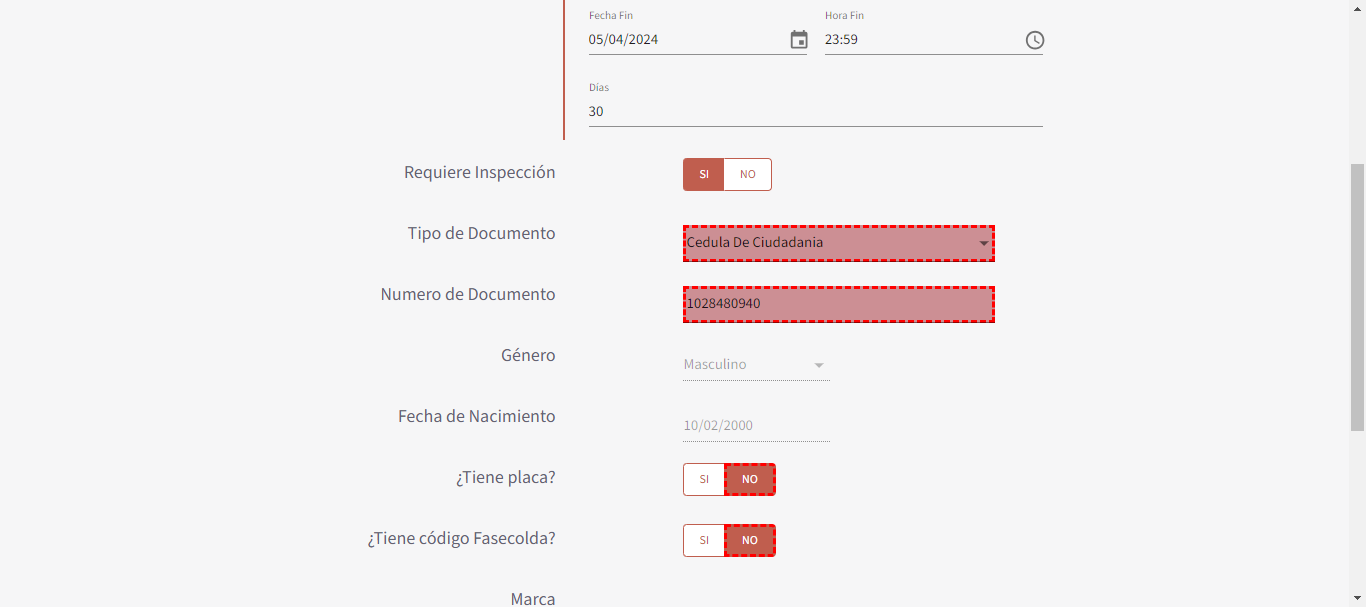 Fecha Fin
05/04/2024
Hora Fin
23:59
Días
30
Requiere Inspección
SI NO
Tipo de Documento
Cedula De Ciudadania
Numero de Documento
1028480940
Género
Masculino
Fecha de Nacimiento
10/02/2000
¿Tiene placa?
SI NO
¿Tiene código Fasecolda?
SI NO
Marca